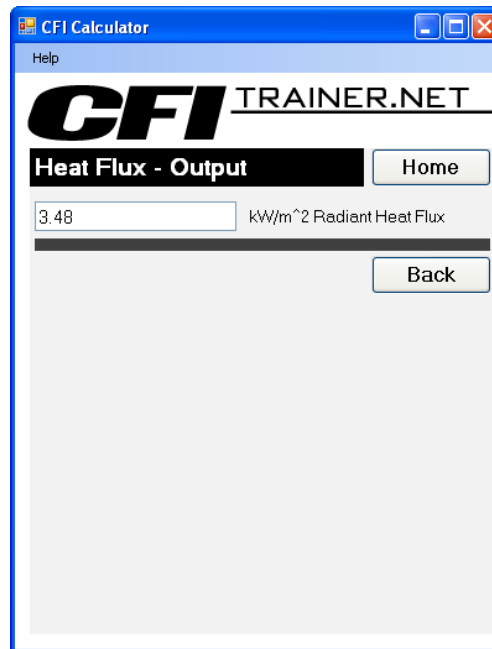 CFI Calculator
Help
CFI TRAINER.NET
Heat Flux - Output
Home
3.48 kW/m^2 Radiant Heat Flux
Back